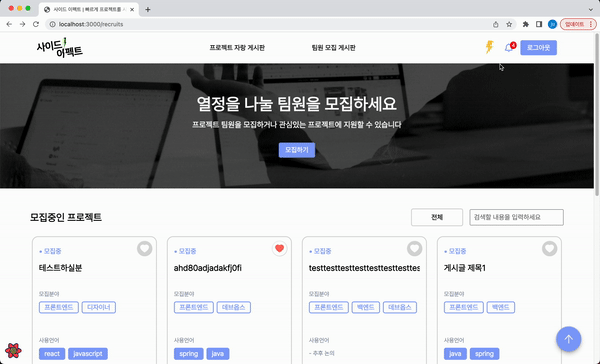 사이드 이펙트 | 빠르게 프로젝트를
localhost:3000/recruits
업데이트
사이드
이펙트
프로젝트 자랑 게시판
팀원 모집 게시판
4
로그아웃
열정을 나눌 팀원을 모집하세요
프로젝트 팀원을 모집하거나 관심있는 프로젝트에 지원할 수 있습니다
모집하기
모집중인 프로젝트
전체
검색할 내용을 입력하세요
모집중
테스트하실분
모집분야
프론트엔드
디자이너
사용언어
react
javascript
모집중
ahd80adjadakfj0fi
모집분야
프론트엔드
데브옵스
사용언어
spring
java
모집중
testtesttesttesttesttesttesttes
모집분야
프론트엔드
백엔드
데브옵스
사용언어
- 추후 논의
모집중
게시글 제목1
모집분야
프론트엔드
백엔드
사용언어
java
spring